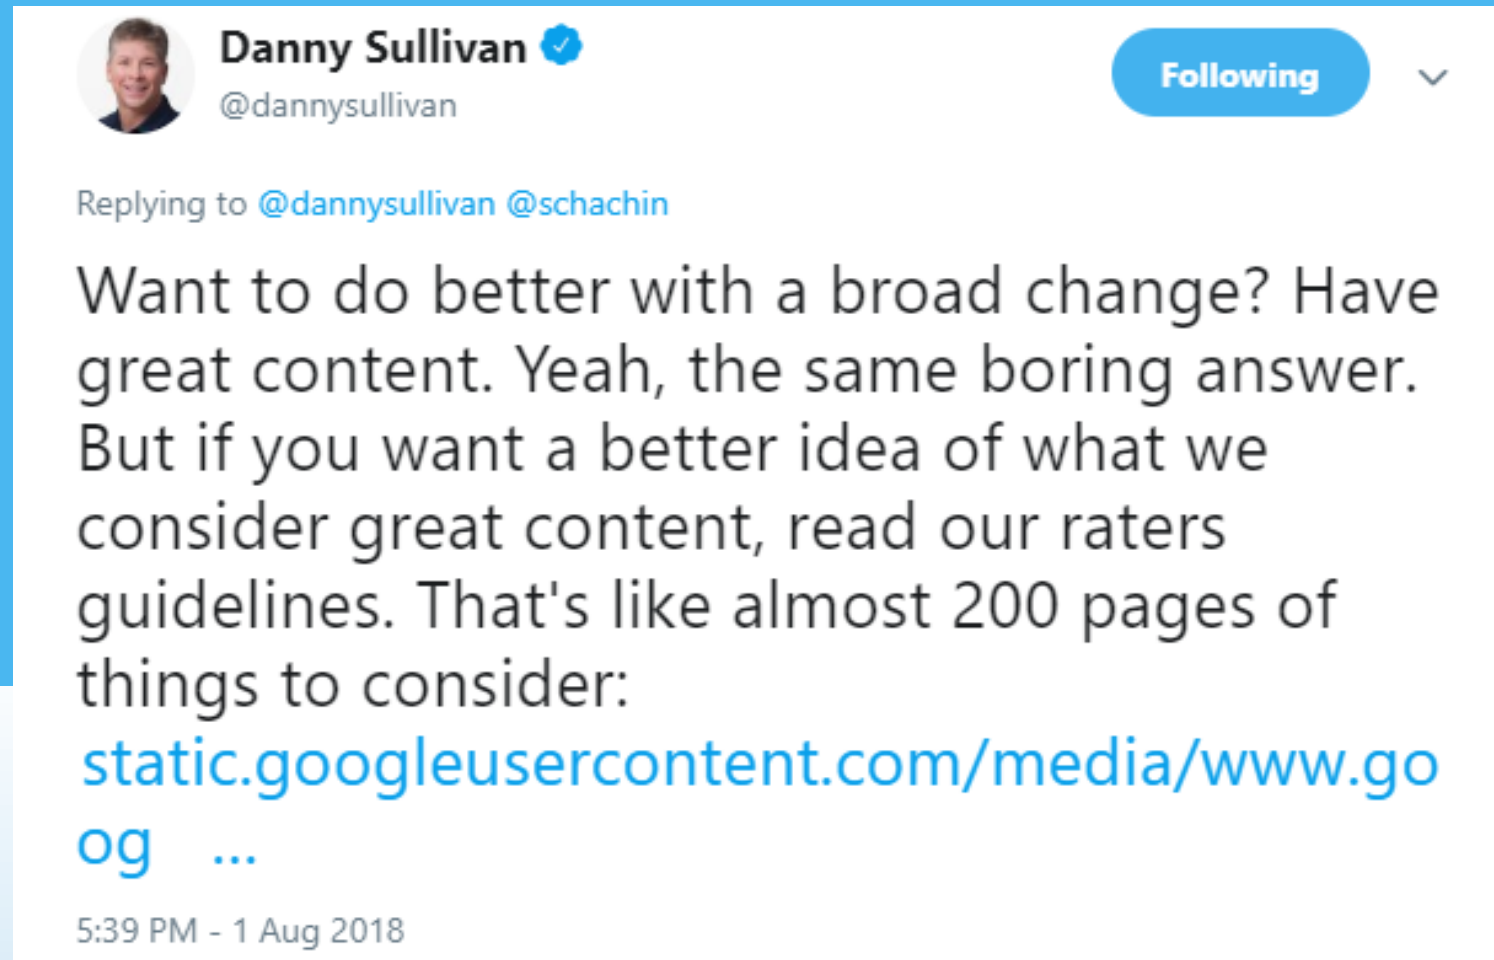 Danny Sullivan
@dannysullivan
Following
Replying to @dannysullivan @schachin
Want to do better with a broad change? Have
great content. Yeah, the same boring answer.
But if you want a better idea of what we
consider great content, read our raters
guidelines. That's like almost 200 pages of
things to consider:
static.googleusercontent.com/media/www.go
og ...
5:39 PM - 1 Aug 2018